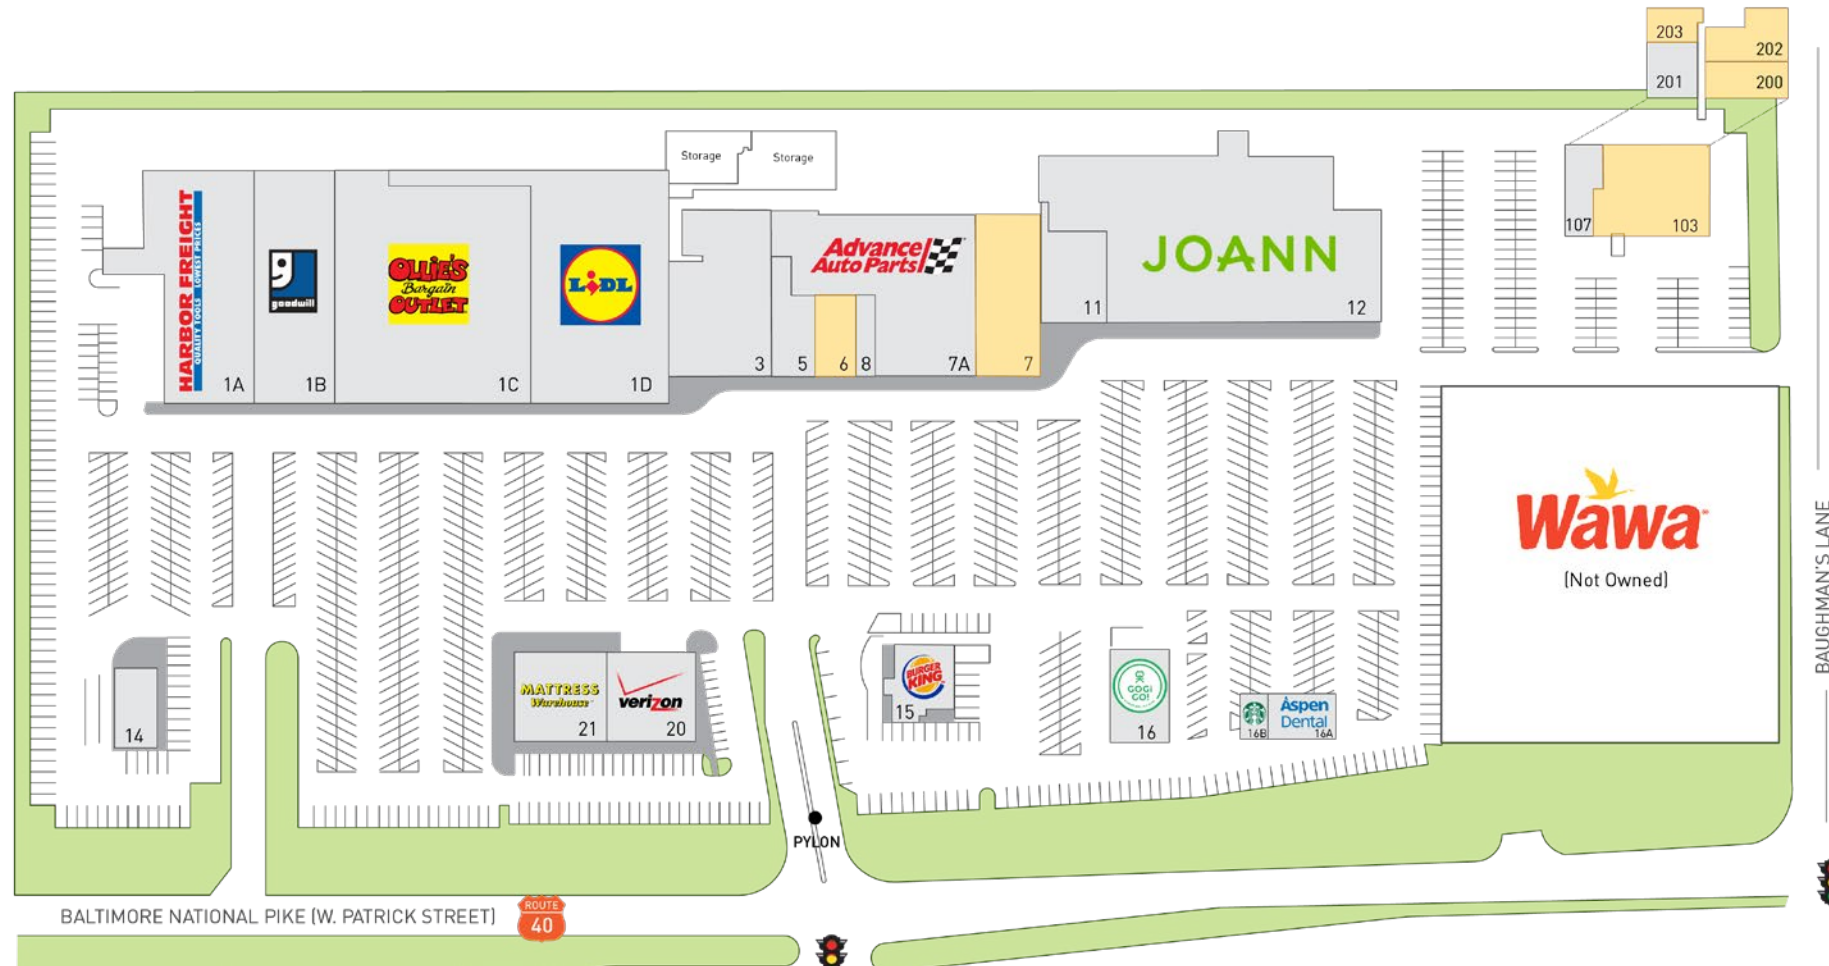 203
202
201
200
Storage
Storage
HARBOR FREIGHT
QUALITY TOOLS LOWEST PRICES
1A
goodwill
1B
OLLIE'S
Bargain
OUTLET
1C
LIDL
1D
3
5
6
8
Advance
Auto Parts
7A
7
11
JOANN
12
107
103
Wawa
(Not Owned)
BAUGHMAN'S LANE
14
MATTRESS
Warehouse
21
verizon
20
BURGER
KING
15
GOGI
GO!
16
16B
Aspen
Dental
16A
PYLON
BALTIMORE NATIONAL PIKE (W. PATRICK STREET)
ROUTE
40